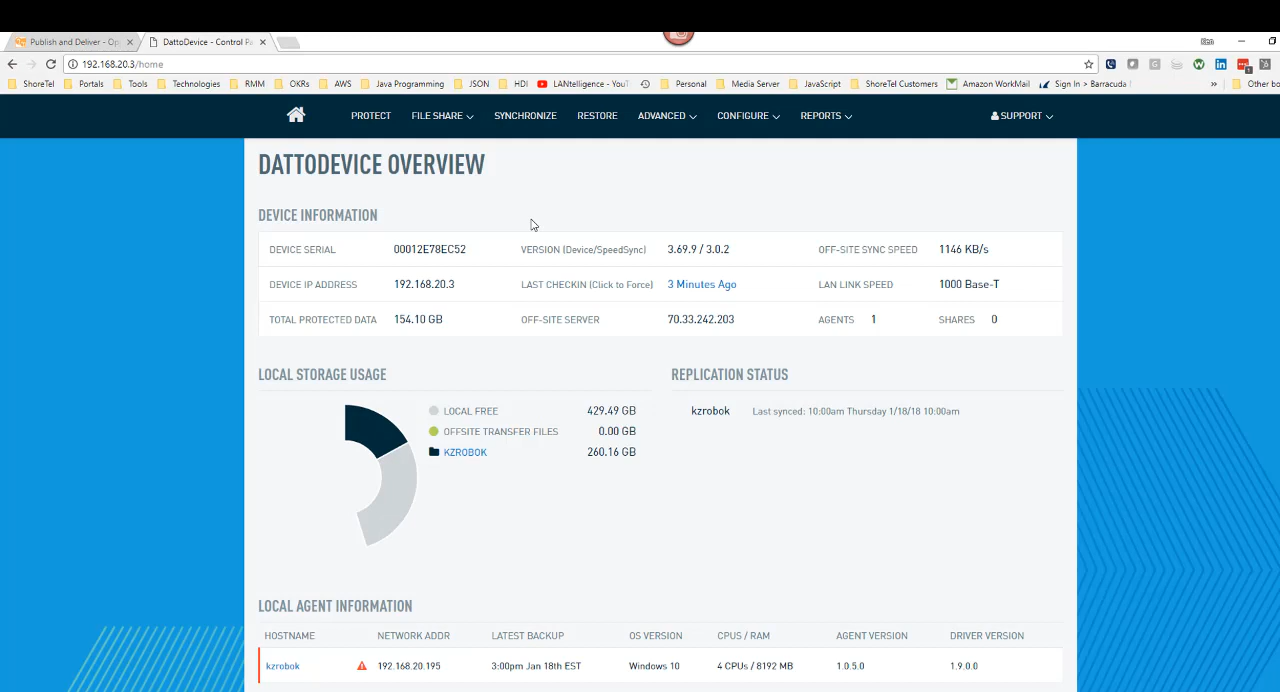 Publish and Deliver - Op
DattoDevice - Control Pa
Ben
192.168.20.3/home
ShoreTel Portals Tools Technologies RMM OKRs AWS Java Programming JSON HDI LANtelligence - YouT Personal Media Server JavaScript ShoreTel Customers Amazon WorkMail Sign In > Barracuda » Other bo
PROTECT FILE SHARE SYNCHRONIZE RESTORE ADVANCED CONFIGURE REPORTS SUPPORT
DATTODEVICE OVERVIEW
DEVICE INFORMATION
DEVICE SERIAL 00012E78EC52 VERSION (Device/SpeedSync) 3.69.9 / 3.0.2 OFF-SITE SYNC SPEED 1146 KB/s
DEVICE IP ADDRESS 192.168.20.3 LAST CHECKIN (Click to Force) 3 Minutes Ago LAN LINK SPEED 1000 Base-T
TOTAL PROTECTED DATA 154.10 GB OFF-SITE SERVER 70.33.242.203 AGENTS 1 SHARES 0
LOCAL STORAGE USAGE
LOCAL FREE 429.49 GB
OFFSITE TRANSFER FILES 0.00 GB
KZROBOK 260.16 GB
REPLICATION STATUS
kzrobok Last synced: 10:00am Thursday 1/18/18 10:00am
LOCAL AGENT INFORMATION
HOSTNAME NETWORK ADDR LATEST BACKUP OS VERSION CPUS / RAM AGENT VERSION DRIVER VERSION
kzrobok 192.168.20.195 3:00pm Jan 18th EST Windows 10 4 CPUs / 8192 MB 1.0.5.0 1.9.0.0